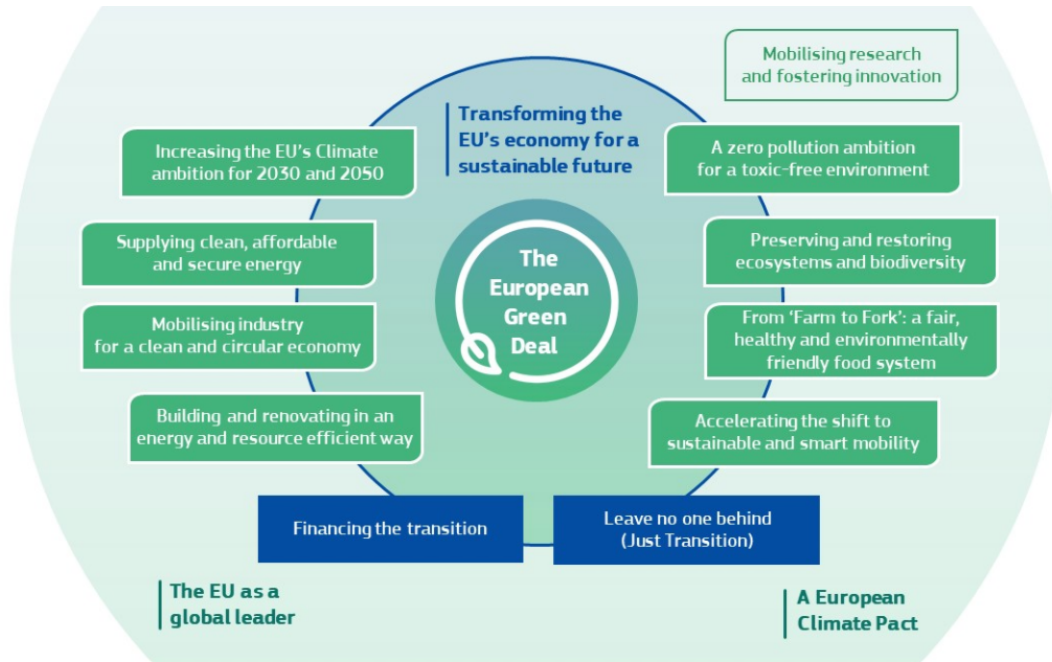 Mobilising research
and fostering innovation
Transforming the
EU's economy for a
sustainable future
Increasing the EU's Climate
ambition for 2030 and 2050
A zero pollution ambition
for a toxic-free environment
Supplying clean, affordable
and secure energy
Preserving and restoring
ecosystems and biodiversity
The
European
Green
Deal
Mobilising industry
for a clean and circular economy
From 'Farm to Fork': a fair,
healthy and environmentally
friendly food system
Building and renovating in an
energy and resource efficient way
Accelerating the shift to
sustainable and smart mobility
Financing the transition
Leave no one behind
(Just Transition)
The EU as a
global leader
A European
Climate Pact